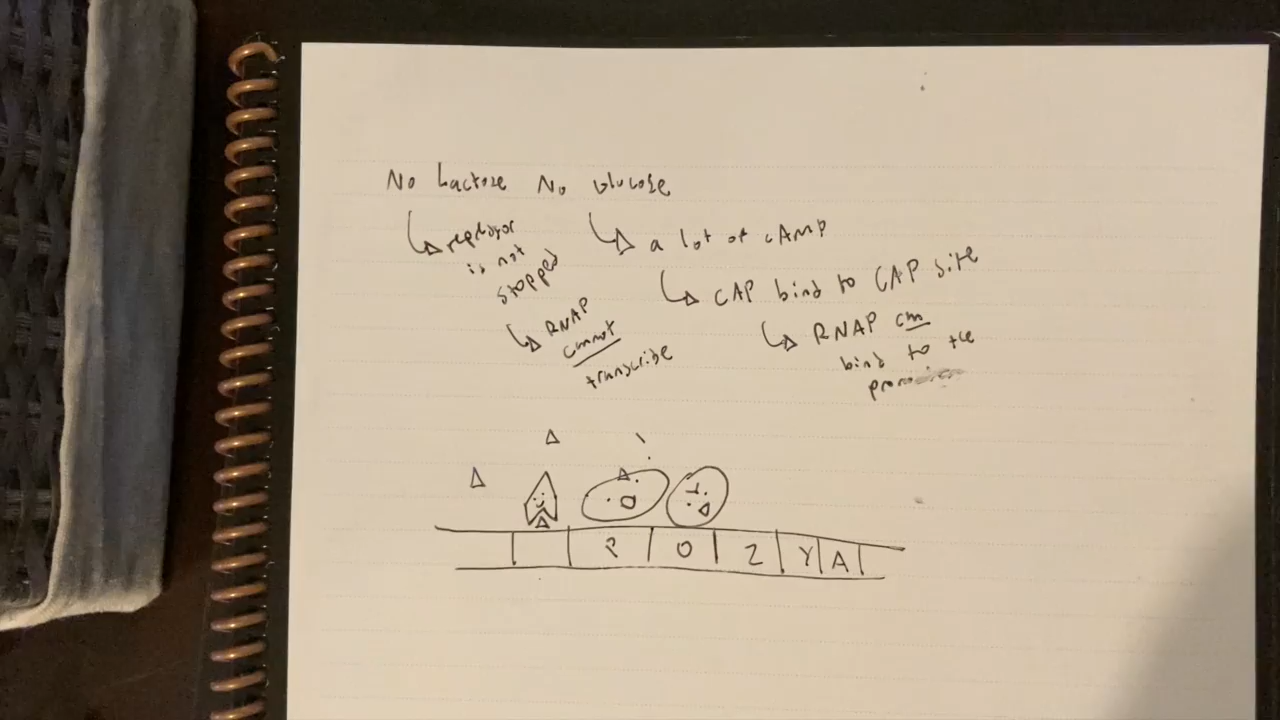 No Lactose No Glucose
is not
stopped
RNAP
cannot
transcribe
a lot of cAMP
CAP bind to CAP site
RNAP can
bind to the
P O Z Y A